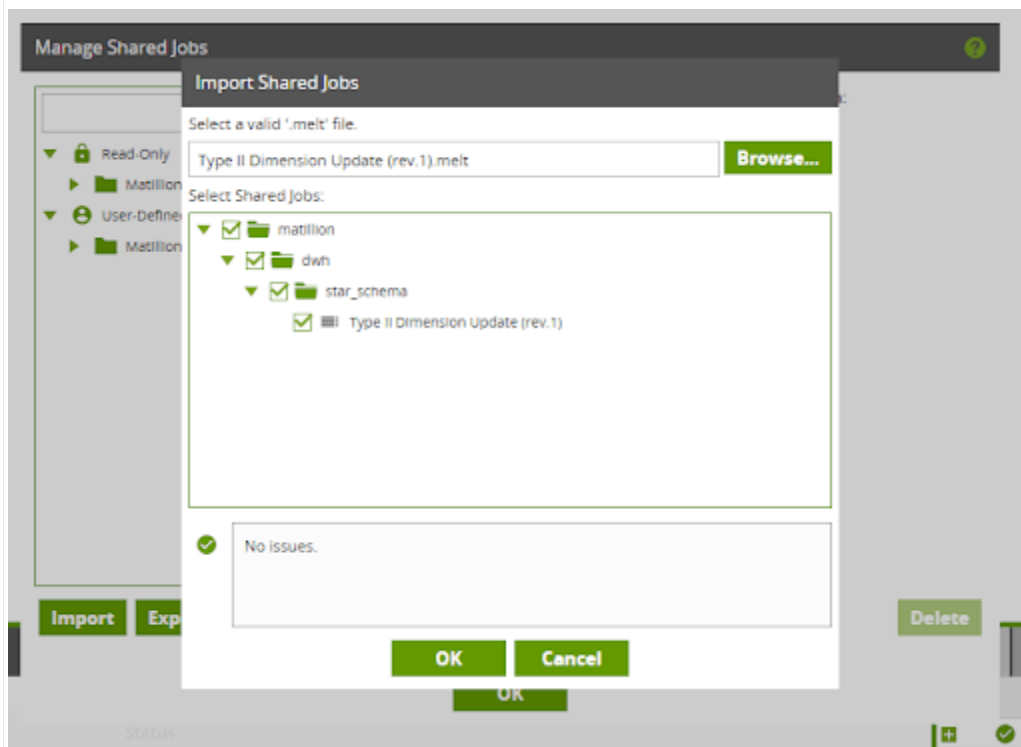 Manage Shared Jobs
Import Shared Jobs
Select a valid '.melt' file.
Type II Dimension Update (rev.1).melt
Browse...
Read-Only
Matillion
User-Define
Matillion
Select Shared Jobs:
matillion
dwh
star_schema
Type II Dimension Update (rev.1)
No issues.
Import
Exp
Delete
OK
Cancel
OK
Status